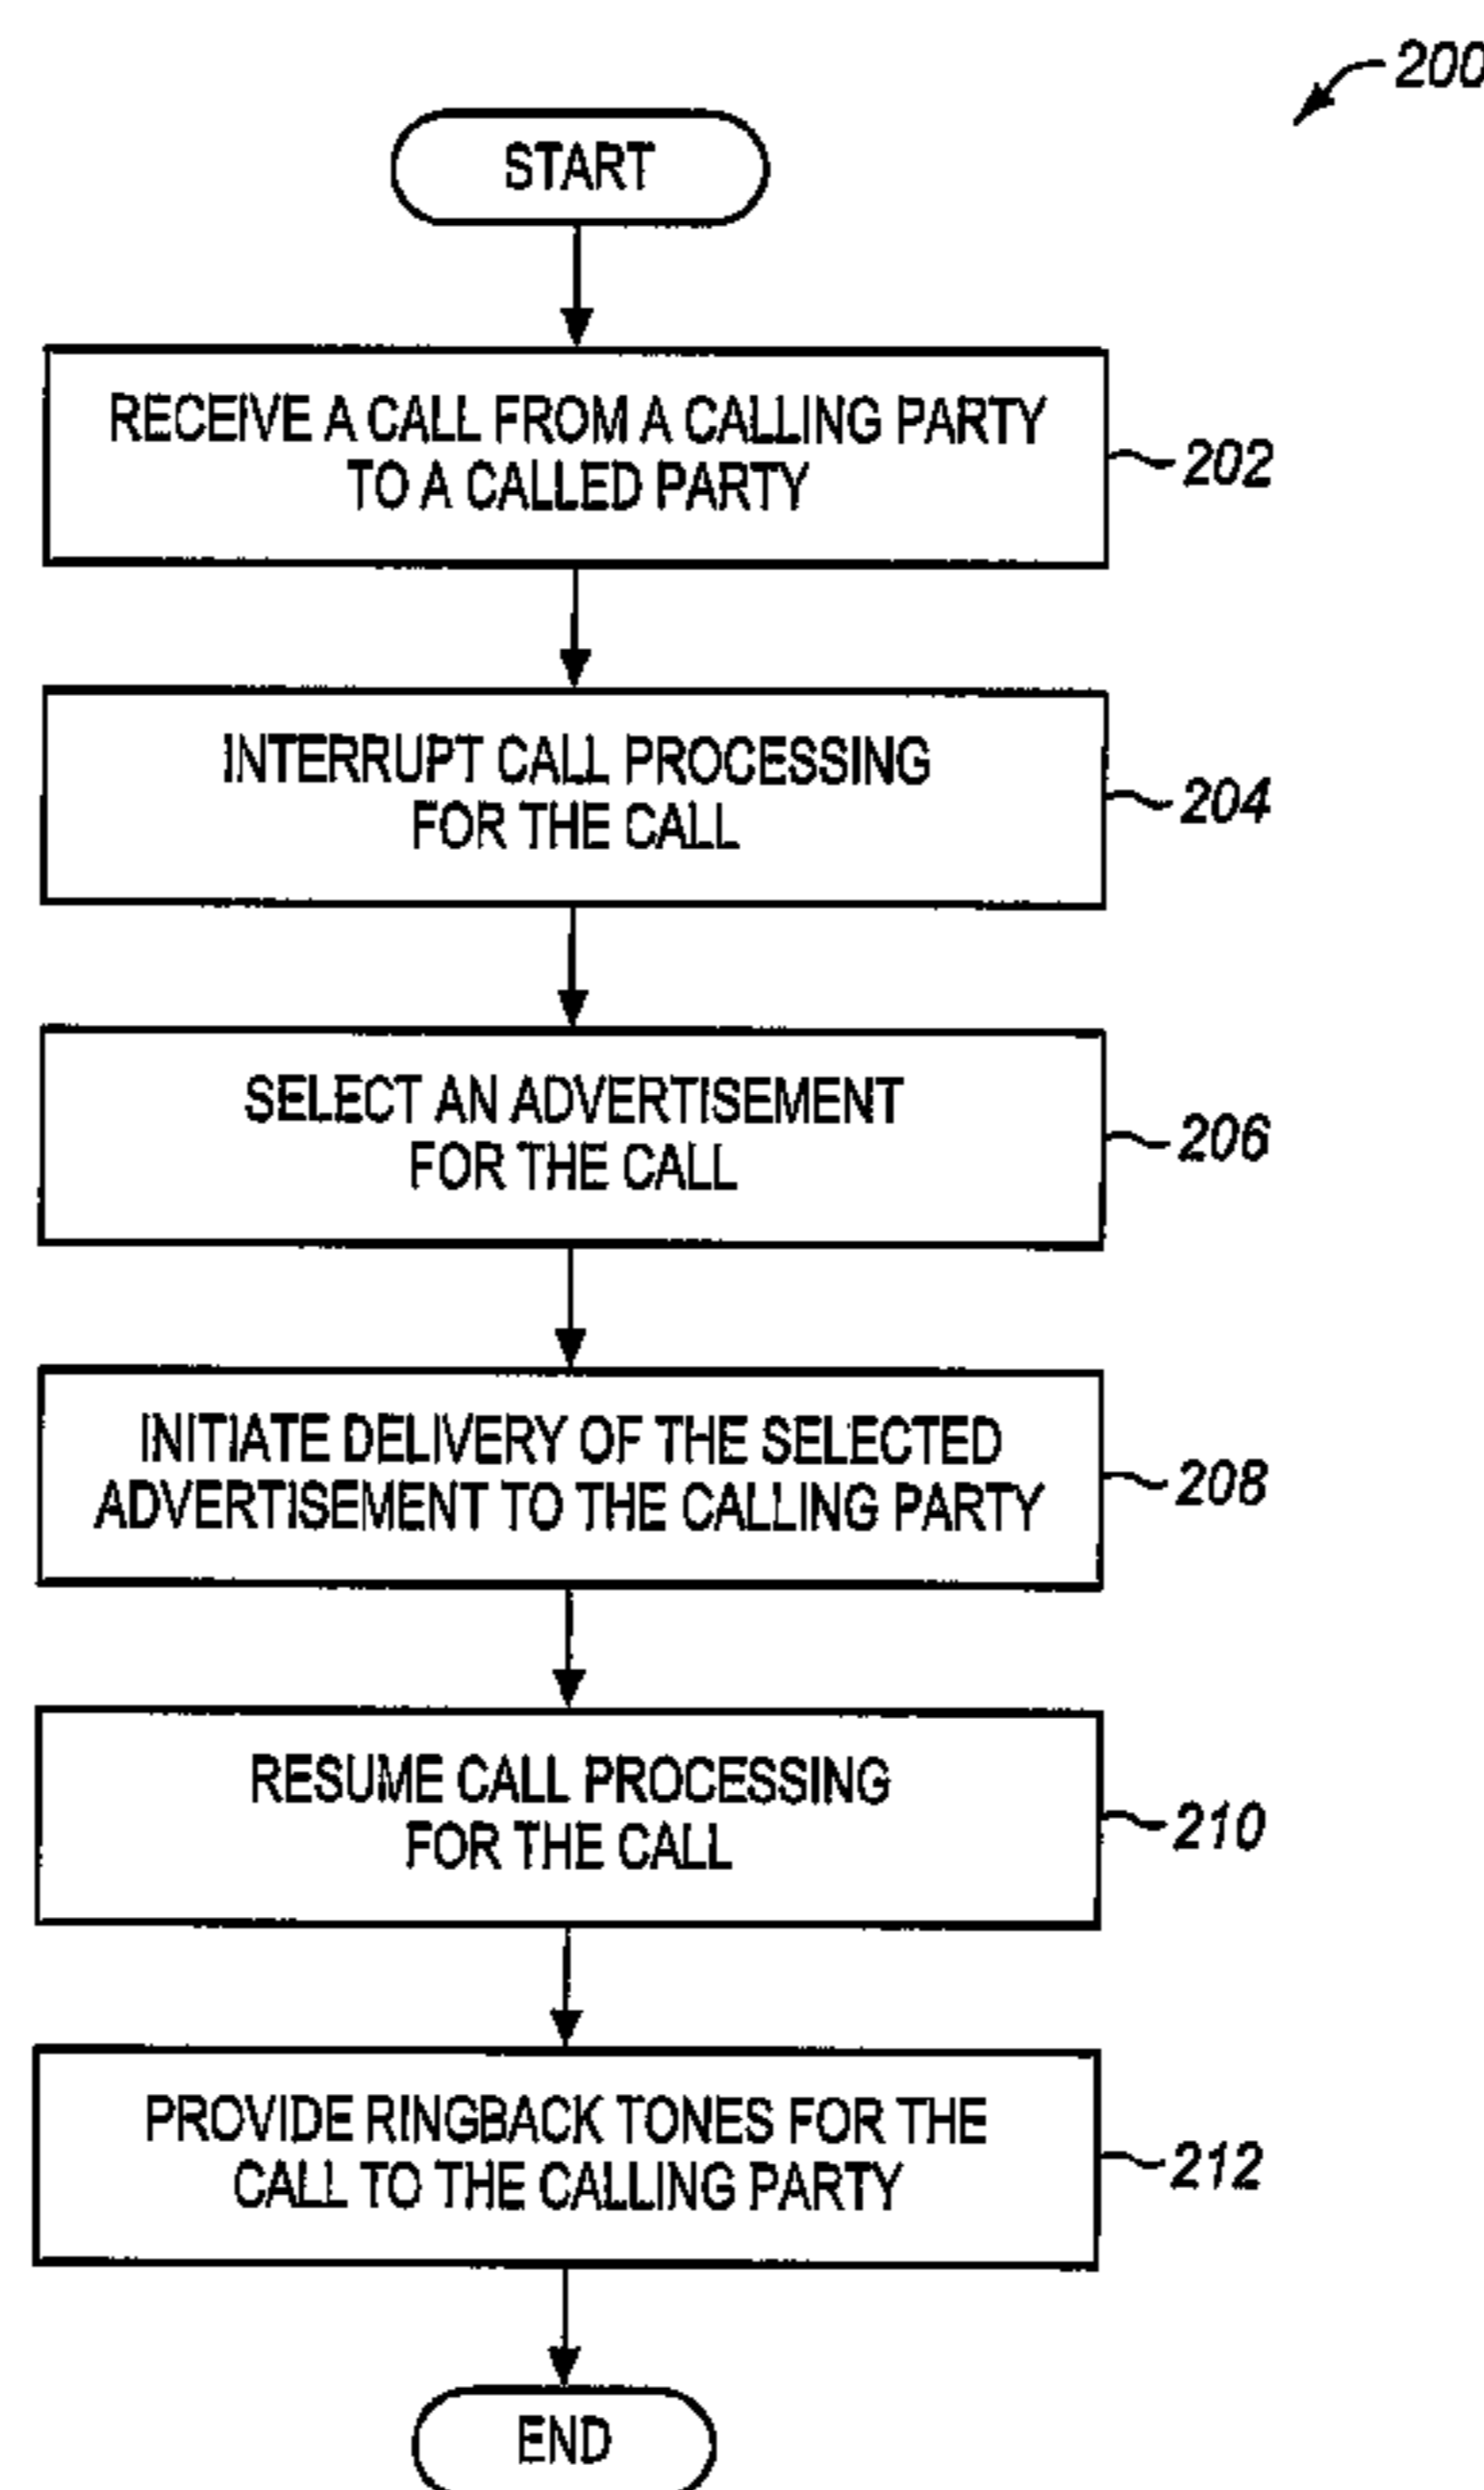 200
START
RECEIVE A CALL FROM A CALLING PARTY
TO A CALLED PARTY
202
INTERRUPT CALL PROCESSING
FOR THE CALL
204
SELECT AN ADVERTISEMENT
FOR THE CALL
206
INITIATE DELIVERY OF THE SELECTED
ADVERTISEMENT TO THE CALLING PARTY
208
RESUME CALL PROCESSING
FOR THE CALL
210
PROVIDE RINGBACK TONES FOR THE
CALL TO THE CALLING PARTY
212
END